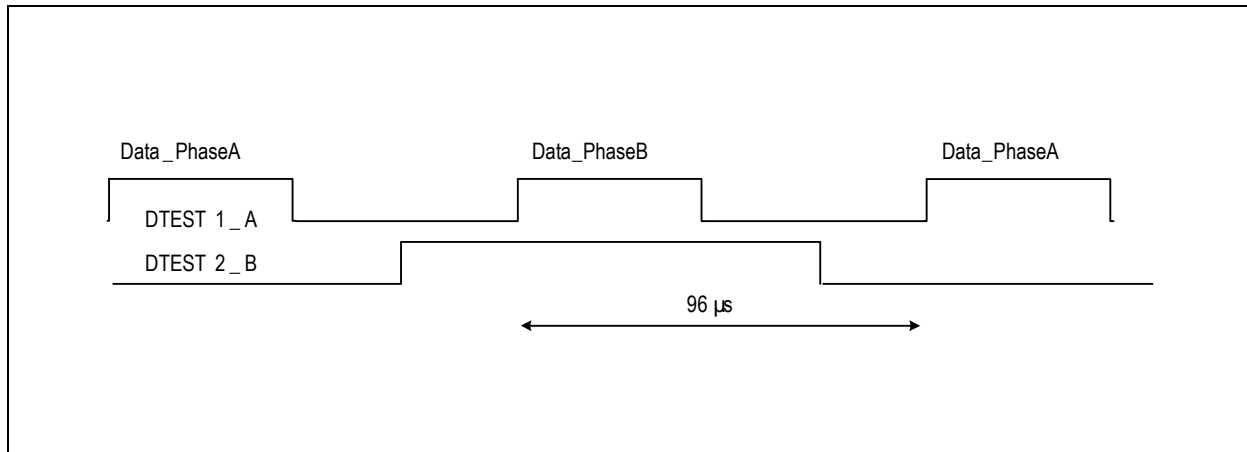 Data_PhaseA Data_PhaseB Data_PhaseA
DTEST 1_A
DTEST 2_B
96 µs